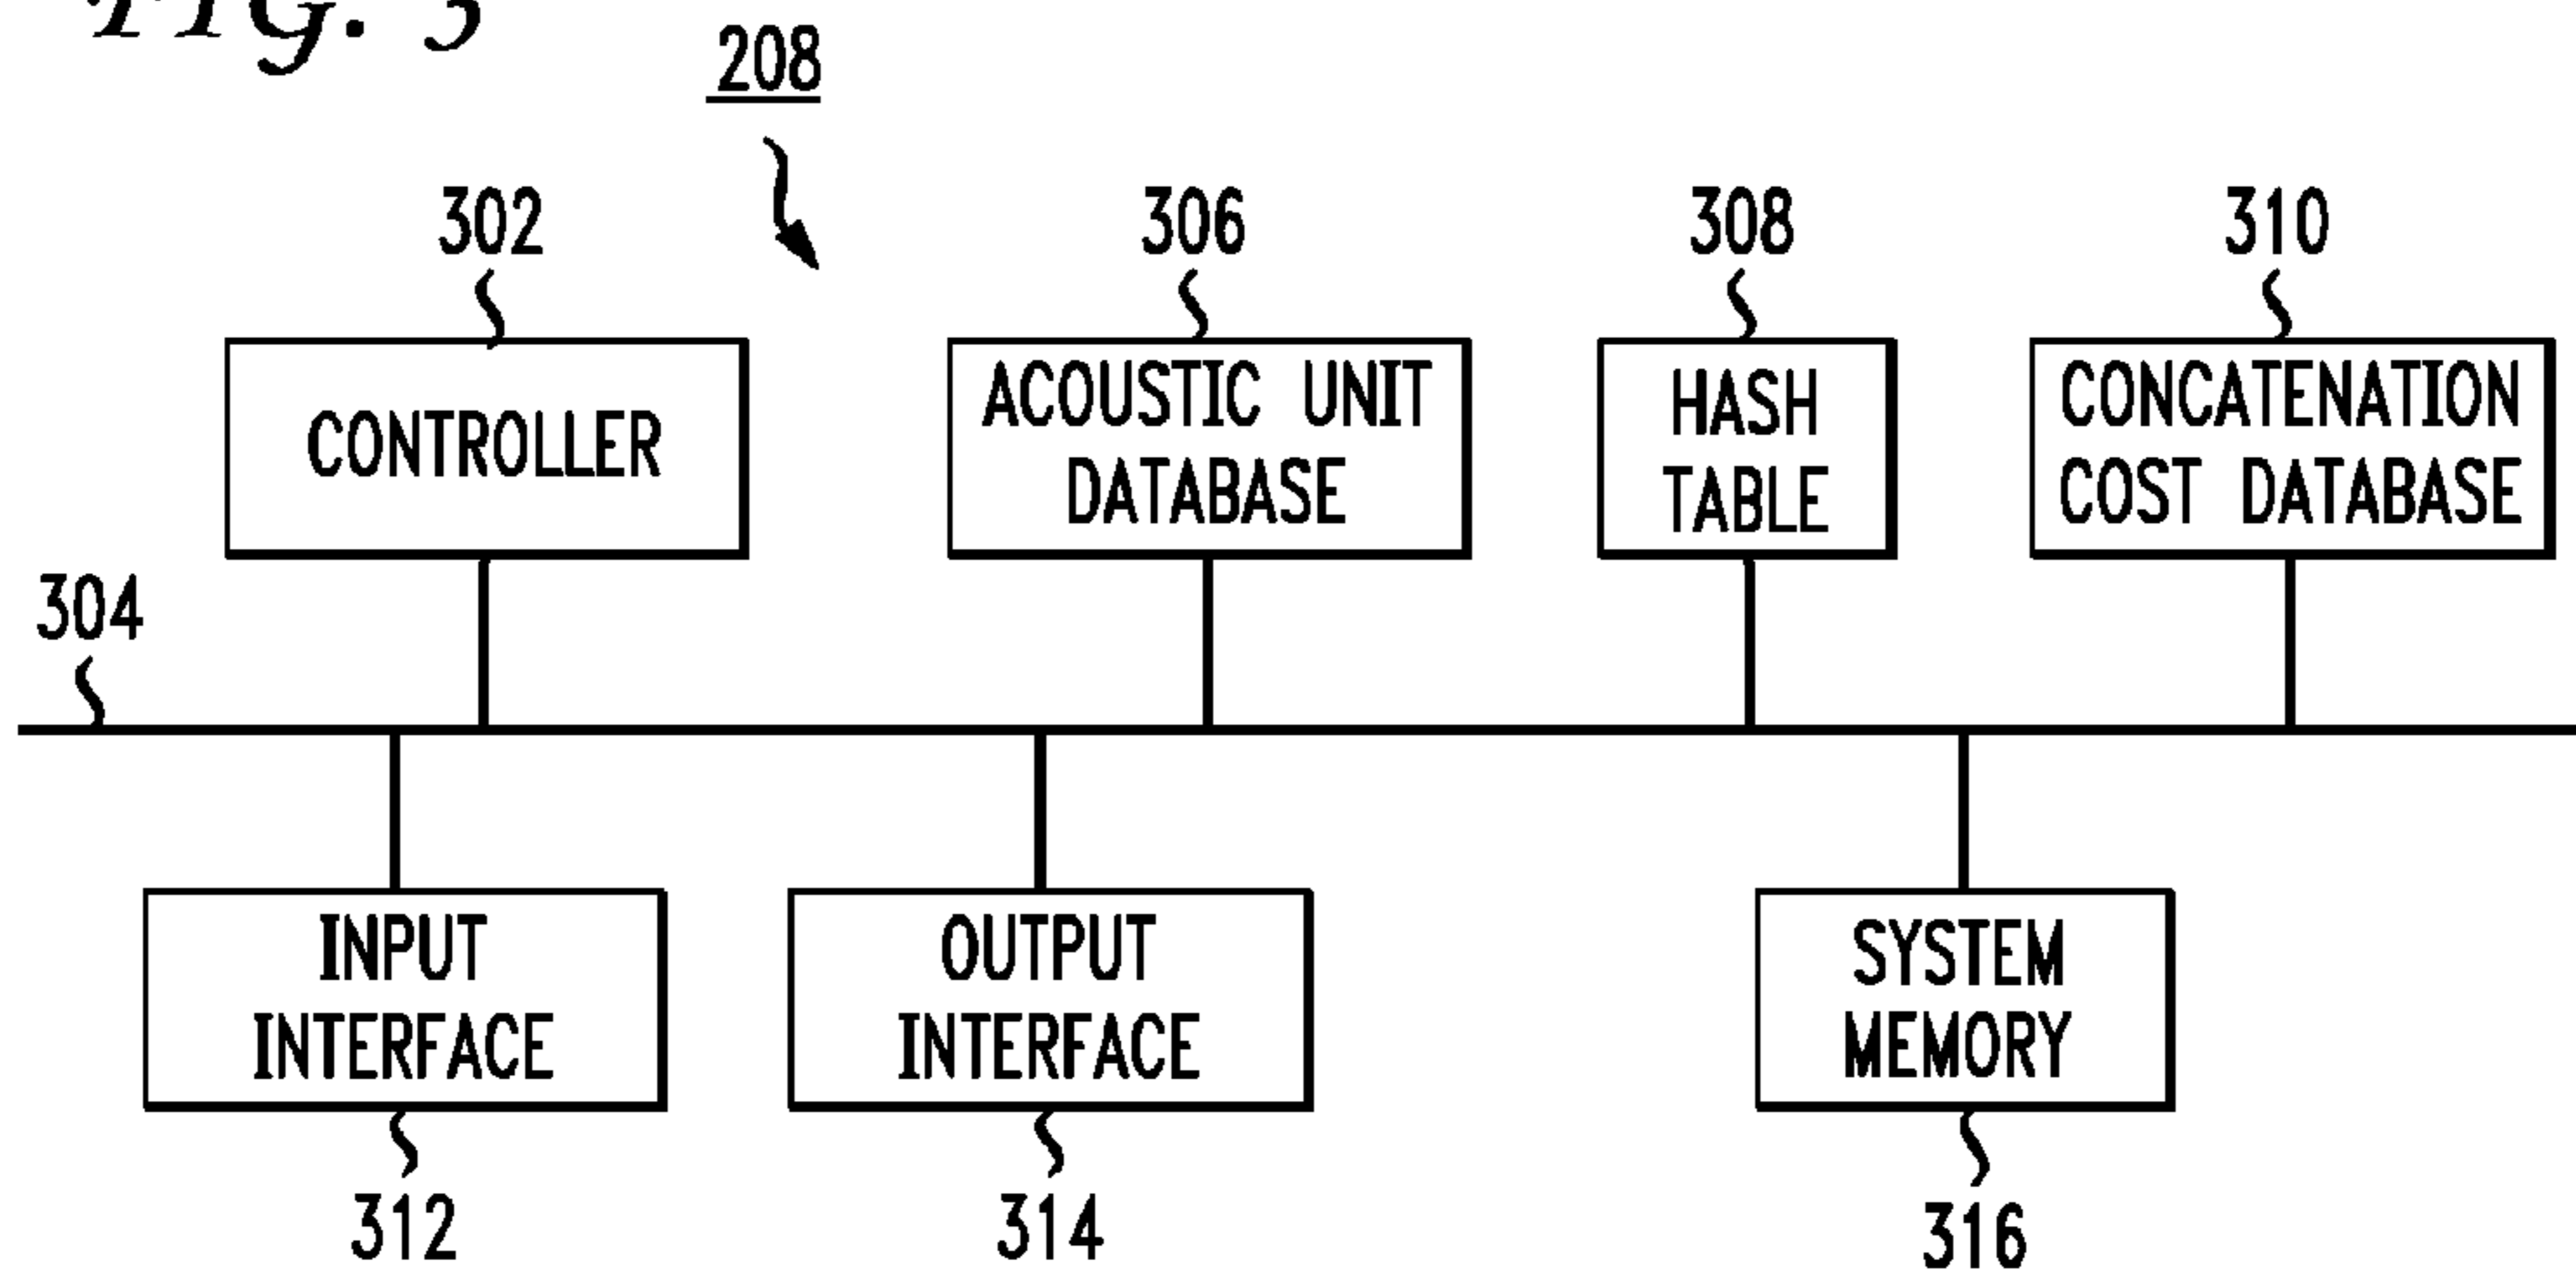 FIG. 3
208
302
306
308
310
CONTROLLER
ACOUSTIC UNIT
DATABASE
HASH
TABLE
CONCATENATION
COST DATABASE
304
INPUT
INTERFACE
OUTPUT
INTERFACE
SYSTEM
MEMORY
312
314
316